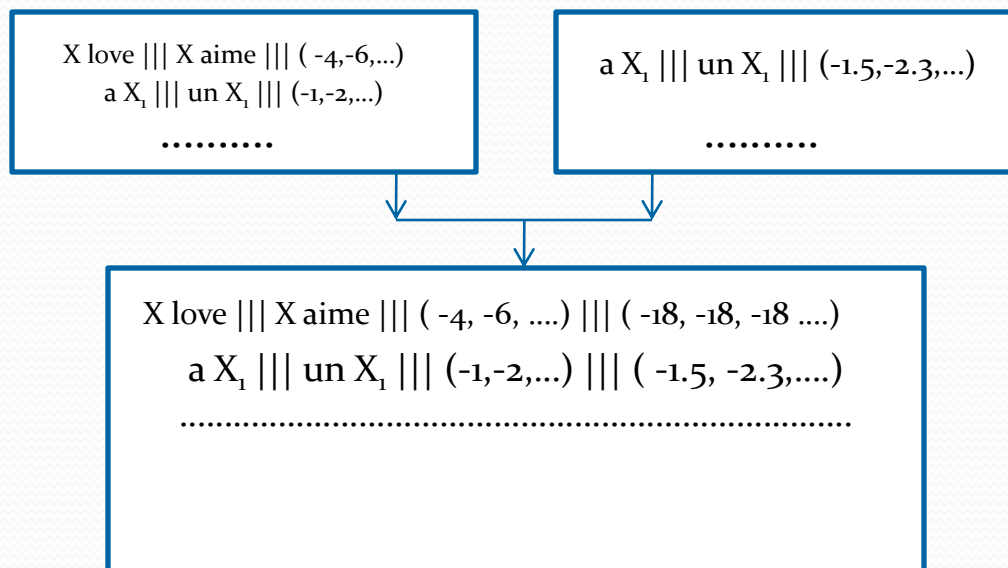 X love ||| X aime ||| ( -4,-6,...)
a X₁ ||| un X₁ ||| (-1,-2,...)
..........
a X₁ ||| un X₁ ||| (-1.5,-2.3,...)
..........
X love ||| X aime ||| ( -4, -6, ....) ||| ( -18, -18, -18 ....)
a X₁ ||| un X₁ ||| (-1,-2,...) ||| ( -1.5, -2.3,....)
....................................................................